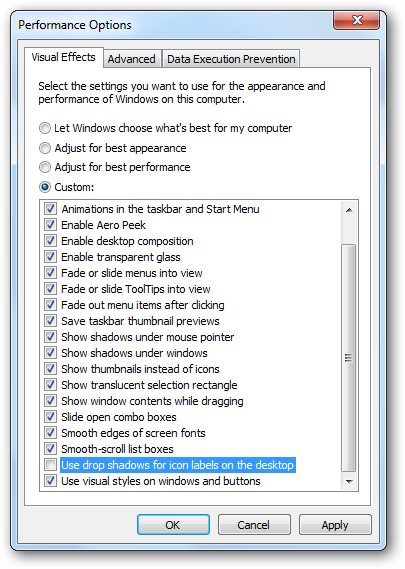 Performance Options
Visual Effects Advanced Data Execution Prevention
Select the settings you want to use for the appearance and
performance of Windows on this computer.
Let Windows choose what's best for my computer
Adjust for best appearance
Adjust for best performance
Custom:
Animations in the taskbar and Start Menu
Enable Aero Peek
Enable desktop composition
Enable transparent glass
Fade or slide menus into view
Fade or slide ToolTips into view
Fade out menu items after clicking
Save taskbar thumbnail previews
Show shadows under mouse pointer
Show shadows under windows
Show thumbnails instead of icons
Show translucent selection rectangle
Show window contents while dragging
Slide open combo boxes
Smooth edges of screen fonts
Smooth-scroll list boxes
Use drop shadows for icon labels on the desktop
Use visual styles on windows and buttons
OK Cancel Apply